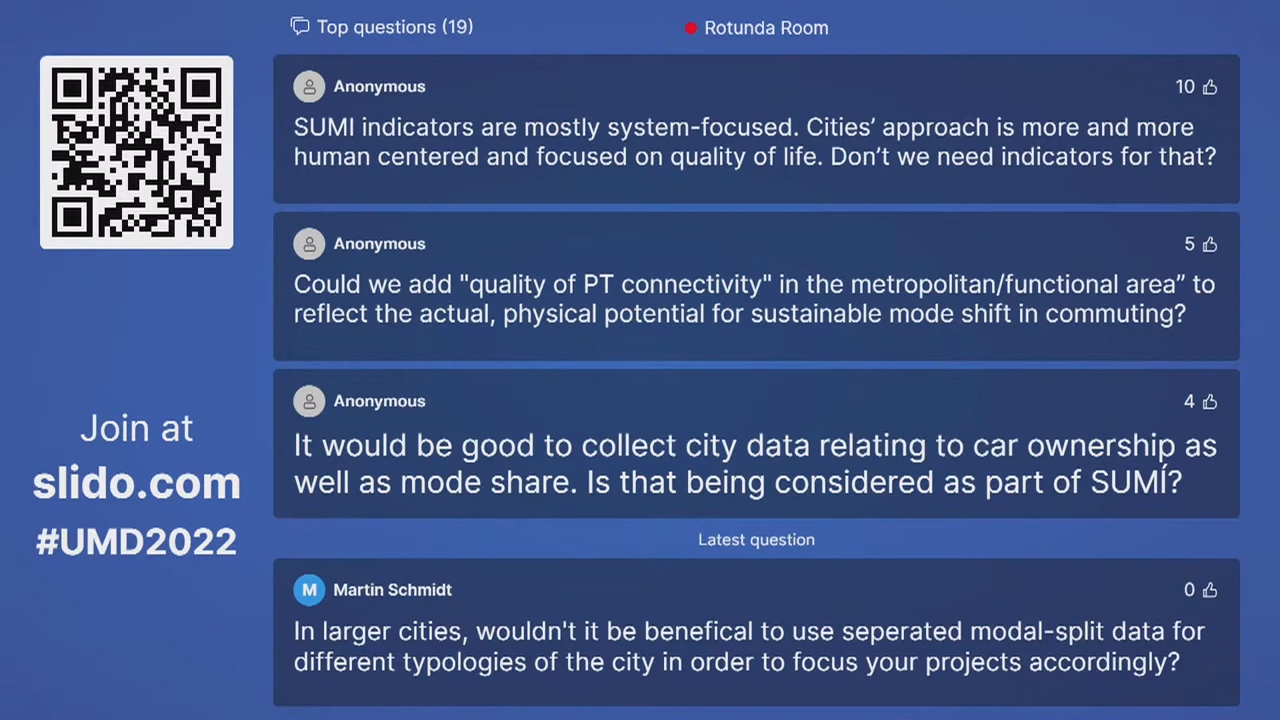 Top questions (19)
Rotunda Room
Anonymous
10
SUMI indicators are mostly system-focused. Cities’ approach is more and more
human centered and focused on quality of life. Don’t we need indicators for that?
Anonymous
5
Could we add "quality of PT connectivity" in the metropolitan/functional area” to
reflect the actual, physical potential for sustainable mode shift in commuting?
Anonymous
4
It would be good to collect city data relating to car ownership as
well as mode share. Is that being considered as part of SUMÍ?
Latest question
M
Martin Schmidt
0
In larger cities, wouldn't it be benefical to use seperated modal-split data for
different typologies of the city in order to focus your projects accordingly?
Join at
slido.com
#UMD2022